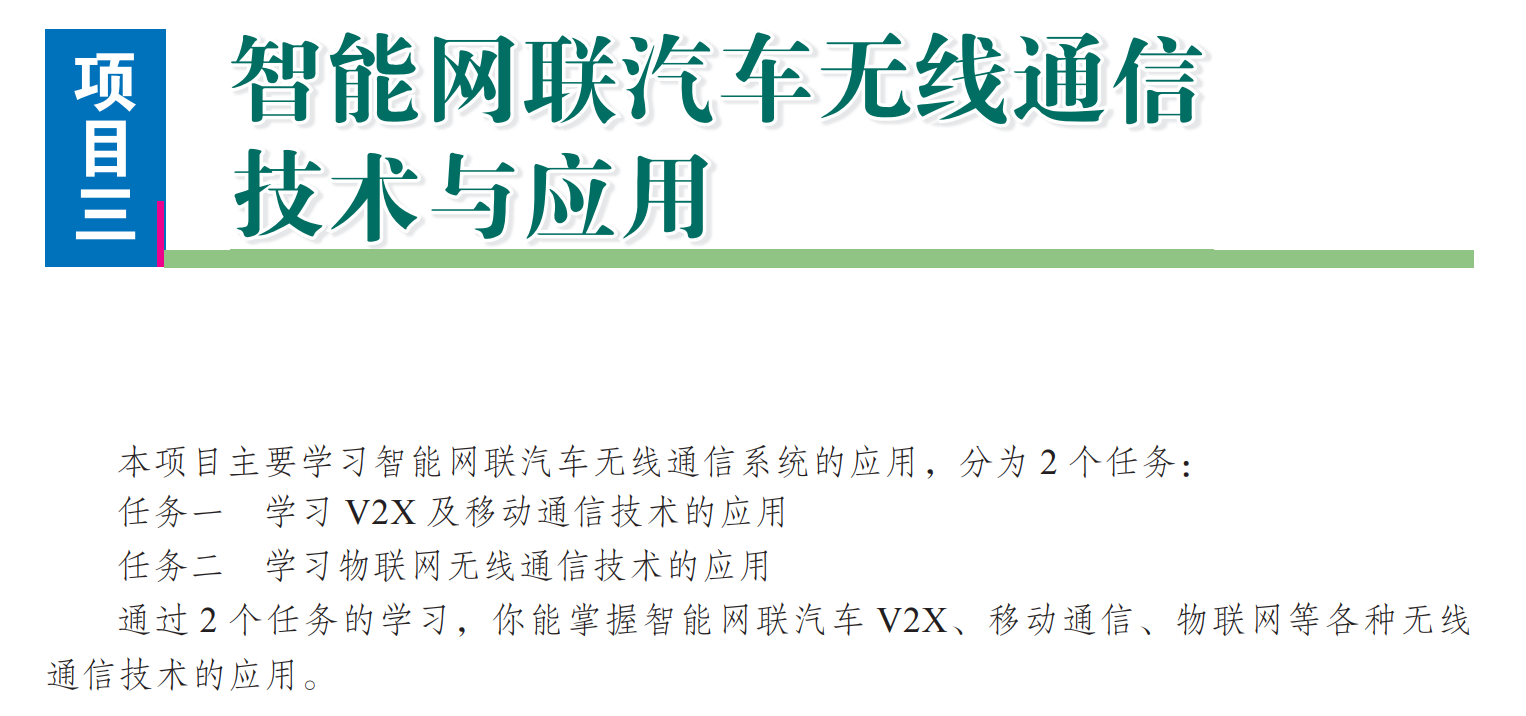 项目三
智能网联汽车无线通信
技术与应用
本项目主要学习智能网联汽车无线通信系统的应用，分为 2 个任务：
任务一　学习 V2X 及移动通信技术的应用
任务二　学习物联网无线通信技术的应用
通过 2 个任务的学习，你能掌握智能网联汽车 V2X、移动通信、物联网等各种无线
通信技术的应用。